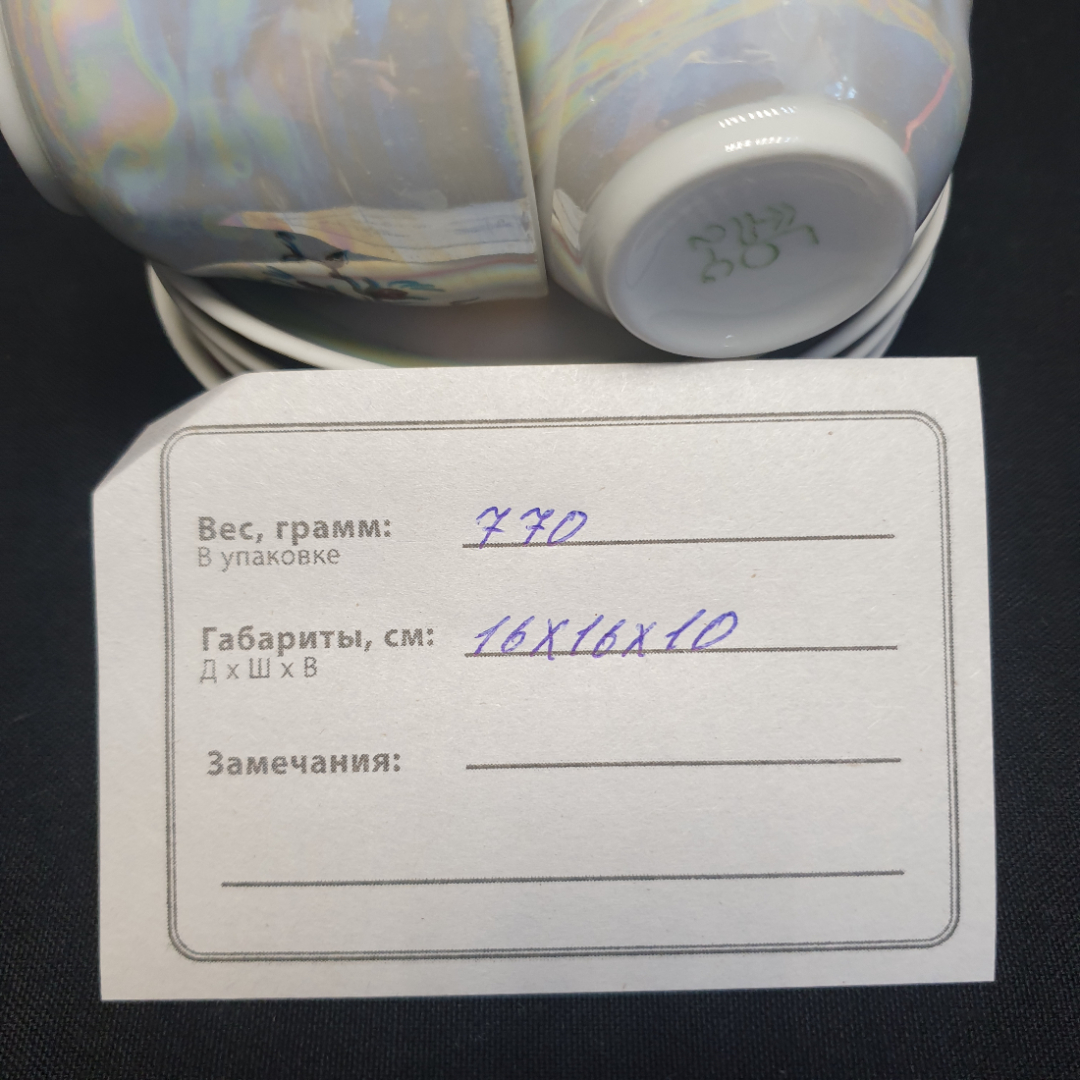 Вес, грамм: 770
В упаковке
Габариты, см: 16х16х10
Д х Ш х В
Замечания: